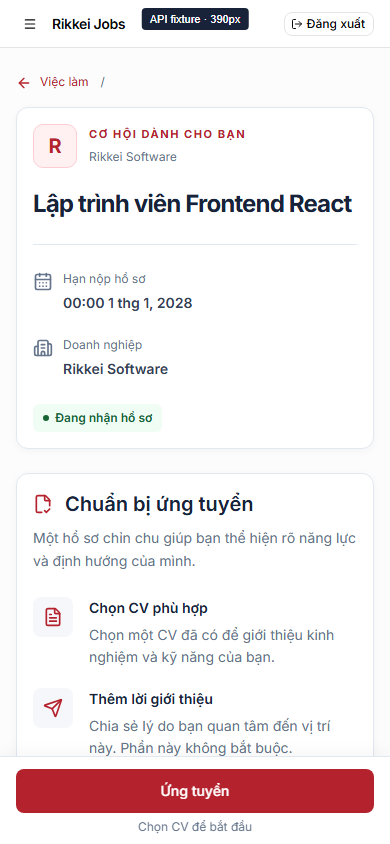 Rikkei Jobs
API fixture · 390px
Đăng xuất
Việc làm /
R
CƠ HỘI DÀNH CHO BẠN
Rikkei Software
Lập trình viên Frontend React
Hạn nộp hồ sơ
00:00 1 thg 1, 2028
Doanh nghiệp
Rikkei Software
Đang nhận hồ sơ
Chuẩn bị ứng tuyển
Một hồ sơ chỉn chu giúp bạn thể hiện rõ năng lực
và định hướng của mình.
Chọn CV phù hợp
Chọn một CV đã có để giới thiệu kinh
nghiệm và kỹ năng của bạn.
Thêm lời giới thiệu
Chia sẻ lý do bạn quan tâm đến vị trí
này. Phần này không bắt buộc.
Ứng tuyển
Chọn CV để bắt đầu